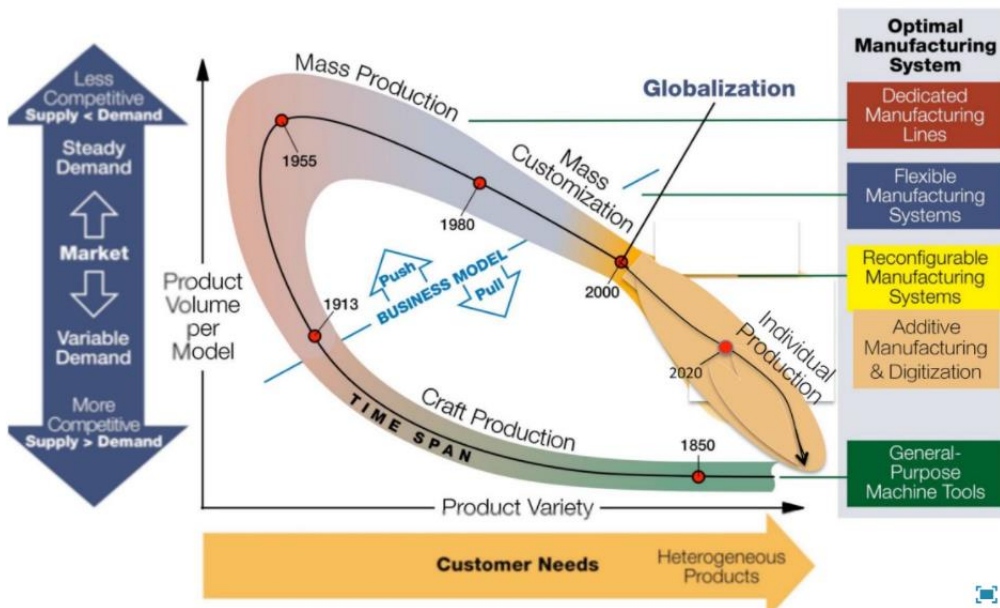 Less
Competitive
Supply < Demand
Steady
Demand
Market
Variable
Demand
More
Competitive
Supply > Demand
Product
Volume
per
Model
Mass Production
1955
1980
1913
Push
BUSINESS MODEL
Pull
Mass
Customization
Globalization
2000
Individual
Production
2020
Craft Production
TIME SPAN
1850
Product Variety
Customer Needs
Heterogeneous
Products
Optimal
Manufacturing
System
Dedicated
Manufacturing
Lines
Flexible
Manufacturing
Systems
Reconfigurable
Manufacturing
Systems
Additive
Manufacturing
& Digitization
General-
Purpose
Machine Tools